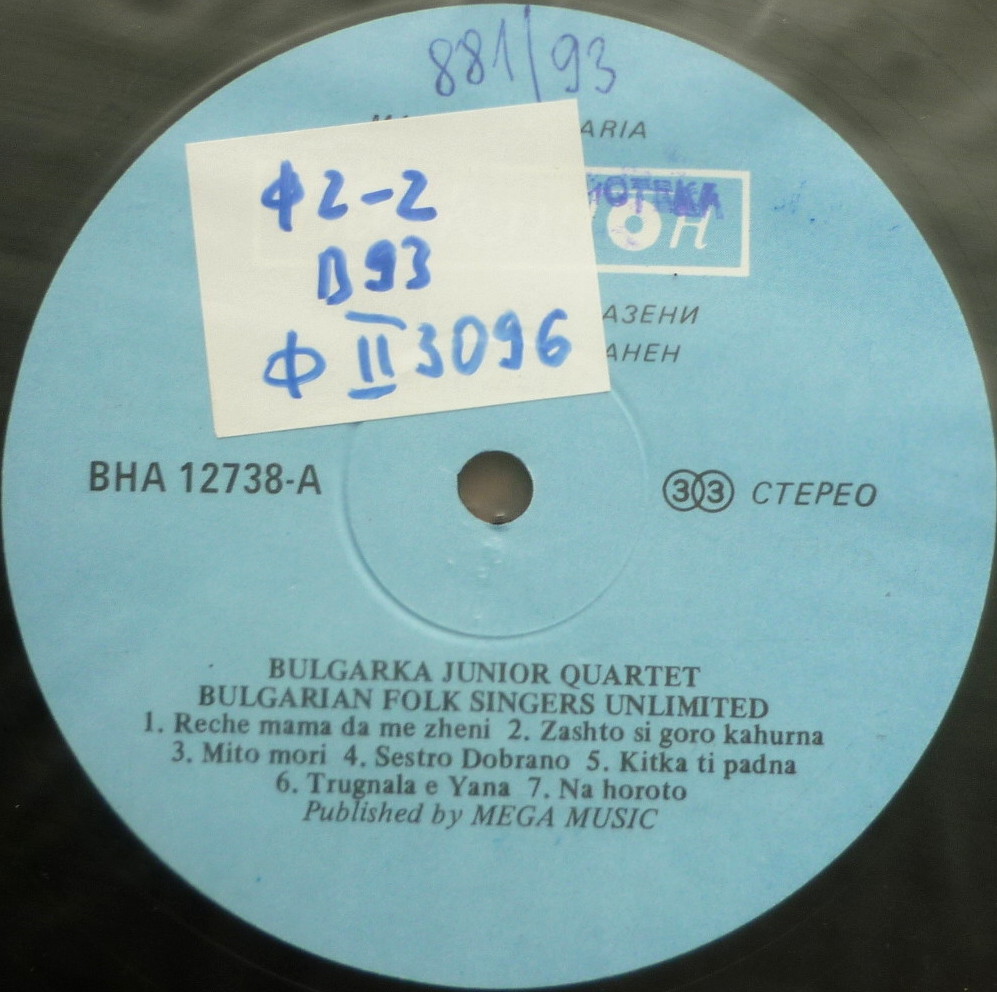 881/93
ARIA
Ф2-2
В93
Ф II 3096
ОТЕКА
ОН
АЗЕНИ
АНЕН
ВНА 12738-А
33 СТЕРЕО
BULGARKA JUNIOR QUARTET
BULGARIAN FOLK SINGERS UNLIMITED
1. Reche mama da me zheni 2. Zashto si goro kahurna
3. Mito mori 4. Sestro Dobrano 5. Kitka ti padna
6. Trugnala e Yana 7. Na horoto
Published by MEGA MUSIC